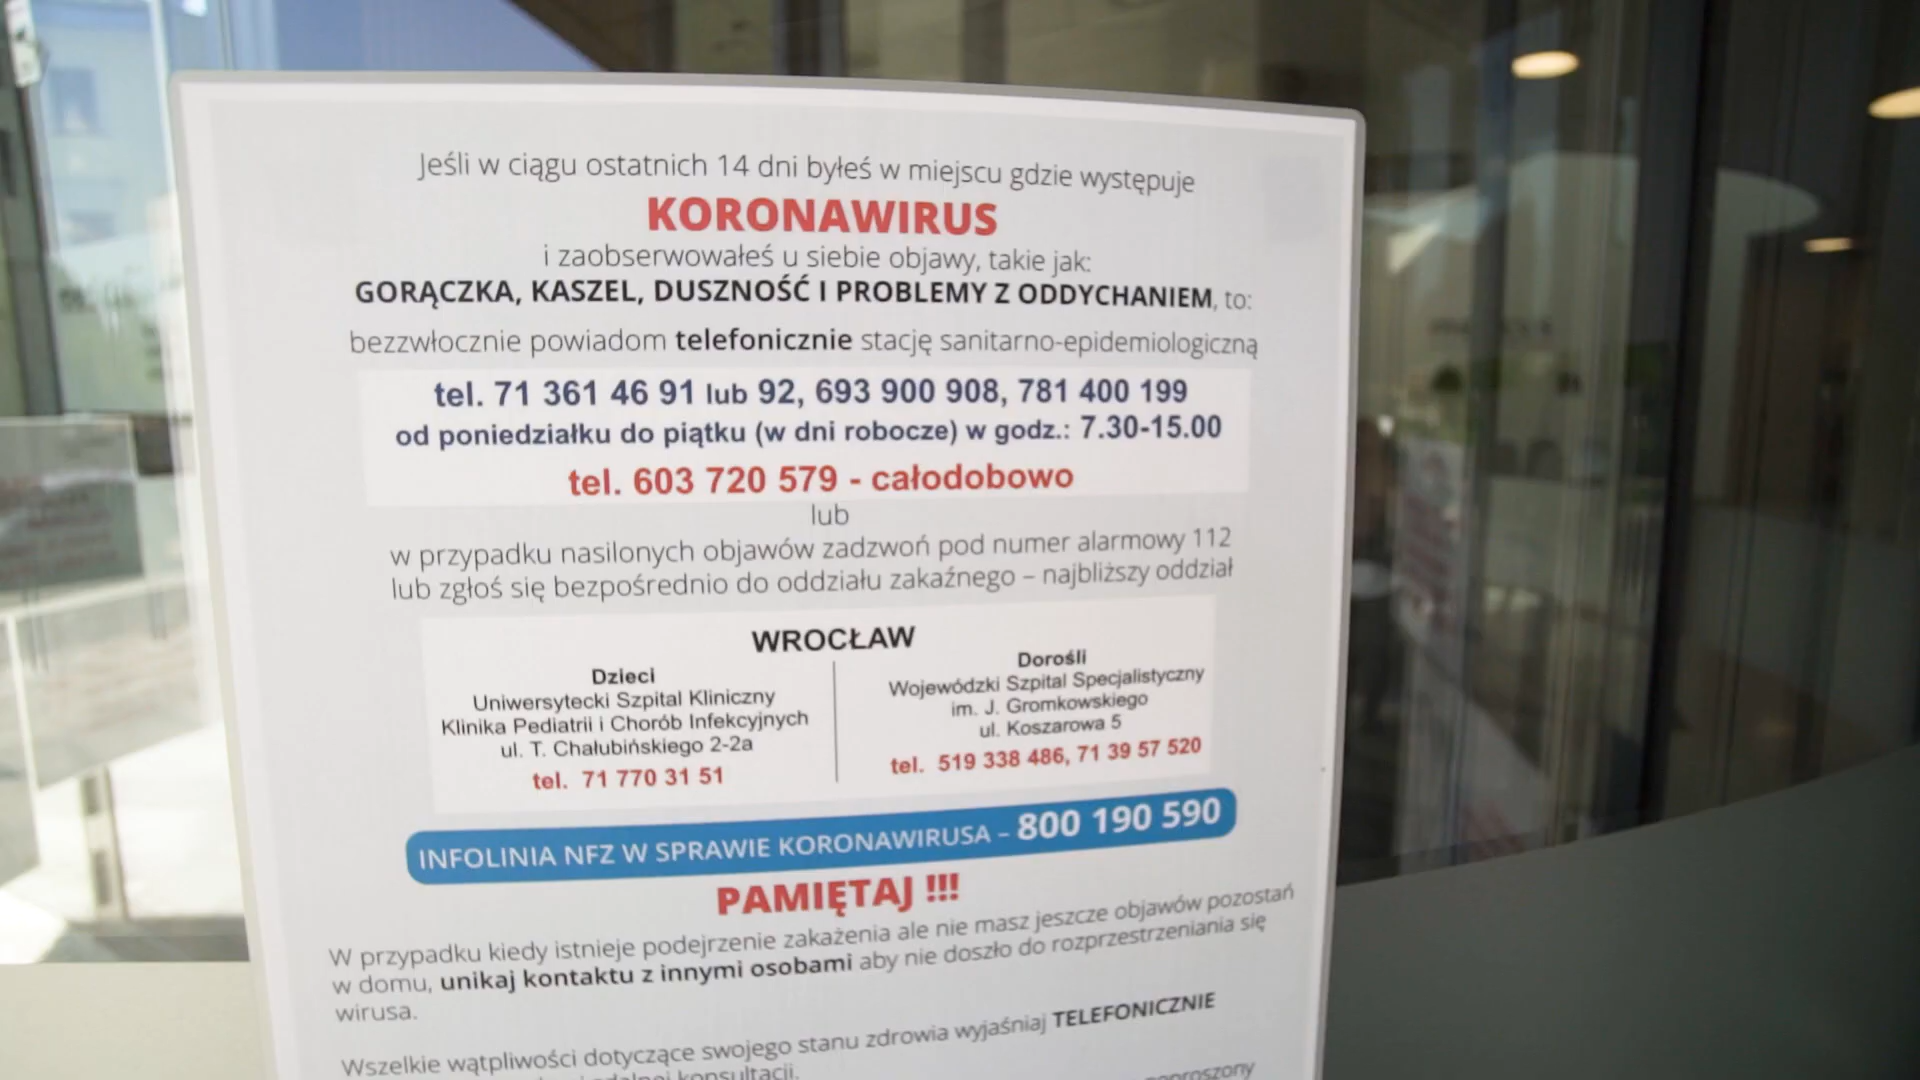 Jeśli w ciągu ostatnich 14 dni byłeś w miejscu gdzie występuje
KORONAWIRUS
i zaobserwowałeś u siebie objawy, takie jak:
GORĄCZKA, KASZEL, DUSZNOŚĆ I PROBLEMY Z ODDYCHANIEM, to:
bezzwłocznie powiadom telefonicznie stację sanitarno-epidemiologiczną
tel. 71 361 46 91 lub 92, 693 900 908, 781 400 199
od poniedziałku do piątku (w dni robocze) w godz.: 7.30-15.00
tel. 603 720 579 - całodobowo
lub
w przypadku nasilonych objawów zadzwoń pod numer alarmowy 112
lub zgłoś się bezpośrednio do oddziału zakaźnego – najbliższy oddział
WROCŁAW
Dzieci
Uniwersytecki Szpital Kliniczny
Klinika Pediatrii i Chorób Infekcyjnych
ul. T. Chałubińskiego 2-2a
tel. 71 770 31 51
Dorośli
Wojewódzki Szpital Specjalistyczny
im. J. Gromkowskiego
ul. Koszarowa 5
tel. 519 338 486, 71 39 57 520
INFOLINIA NFZ W SPRAWIE KORONAWIRUSA – 800 190 590
PAMIĘTAJ !!!
W przypadku kiedy istnieje podejrzenie zakażenia ale nie masz jeszcze objawów pozostań
w domu, unikaj kontaktu z innymi osobami aby nie doszło do rozprzestrzeniania się
wirusa.
Wszelkie wątpliwości dotyczące swojego stanu zdrowia wyjaśniaj TELEFONICZNIE
konsultacji.